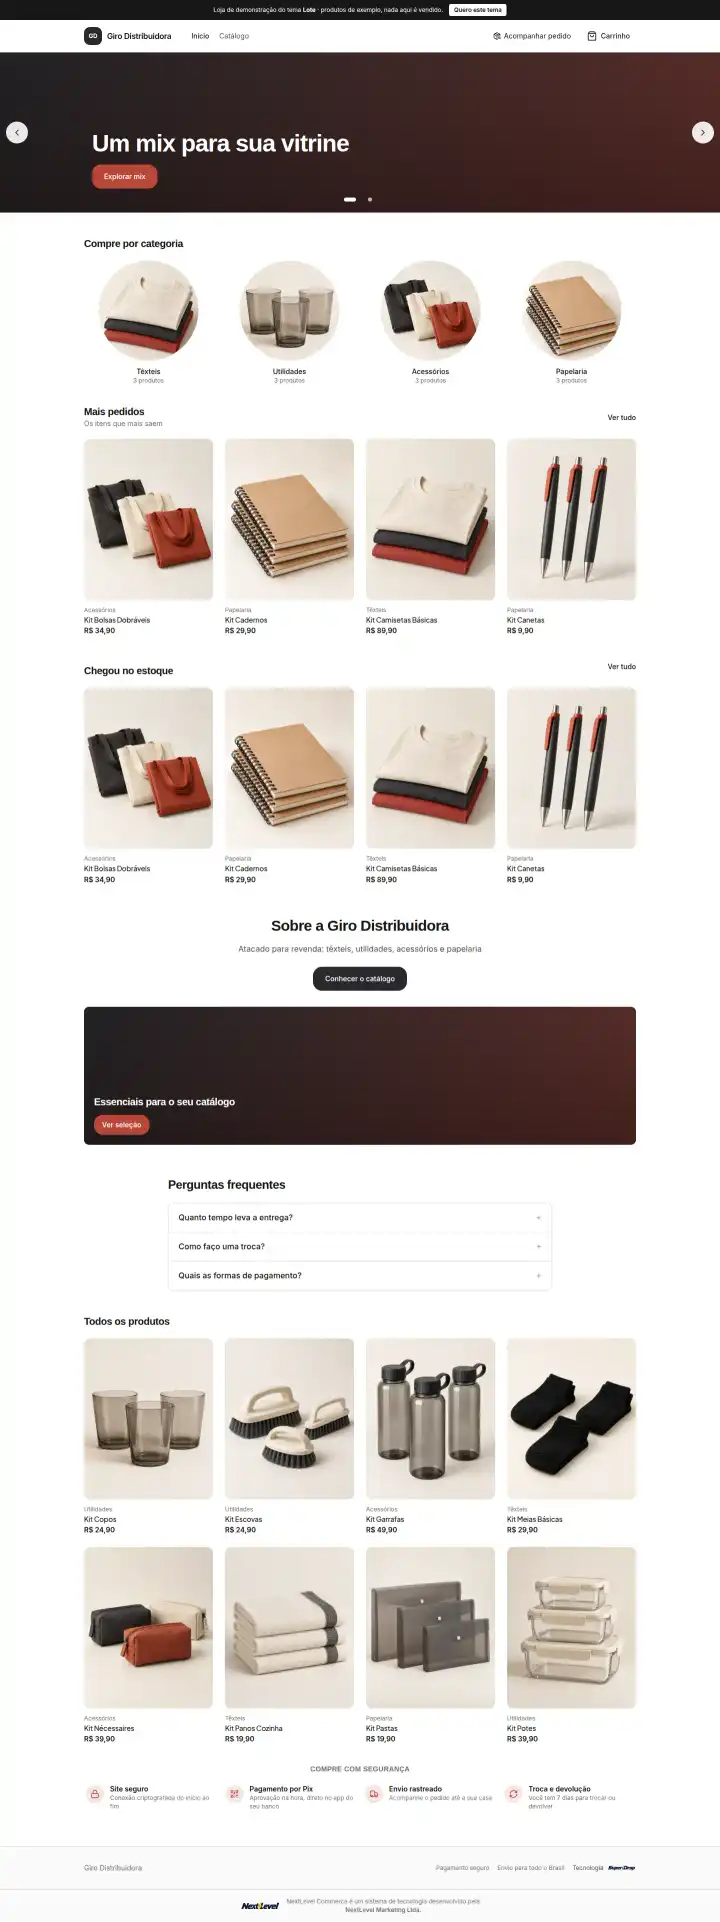 Loja de demonstração do tema Lote · produtos de exemplo, nada aqui é vendido. Quero este tema
GD Giro Distribuidora Início Catálogo Acompanhar pedido Carrinho
Um mix para sua vitrine
Explorar mix
Compre por categoria
Têxteis Utilidades Acessórios Papelaria
3 produtos 3 produtos 3 produtos 3 produtos
Mais pedidos
Os itens que mais saem
Ver tudo
Acessórios Papelaria Têxteis Papelaria
Kit Bolsas Dobráveis Kit Cadernos Kit Camisetas Básicas Kit Canetas
R$ 34,90 R$ 29,90 R$ 89,90 R$ 9,90
Chegou no estoque
Ver tudo
Acessórios Papelaria Têxteis Papelaria
Kit Bolsas Dobráveis Kit Cadernos Kit Camisetas Básicas Kit Canetas
R$ 34,90 R$ 29,90 R$ 89,90 R$ 9,90
Sobre a Giro Distribuidora
Atacado para revenda: têxteis, utilidades, acessórios e papelaria
Conhecer o catálogo
Essenciais para o seu catálogo
Ver seleção
Perguntas frequentes
Quanto tempo leva a entrega? +
Como faço uma troca? +
Quais as formas de pagamento? +
Todos os produtos
Utilidades Utilidades Acessórios Têxteis
Kit Copos Kit Escovas Kit Garrafas Kit Meias Básicas
R$ 24,90 R$ 24,90 R$ 49,90 R$ 29,90
Acessórios Têxteis Papelaria Utilidades
Kit Nécessaires Kit Panos Cozinha Kit Pastas Kit Potes
R$ 39,90 R$ 19,90 R$ 19,90 R$ 39,90
COMPRE COM SEGURANÇA
Site seguro
Conexão criptografada do início ao
fim
Pagamento por Pix
Aprovação na hora, direto no app do
seu banco
Envio rastreado
Acompanhe o pedido até a sua casa
Troca e devolução
Você tem 7 dias para trocar ou
devolver
Giro Distribuidora Pagamento seguro Envio para todo o Brasil Tecnologia Super Drop
NextLevel NextLevel Commerce é um sistema de tecnologia desenvolvido pela
NextLevel Marketing Ltda.